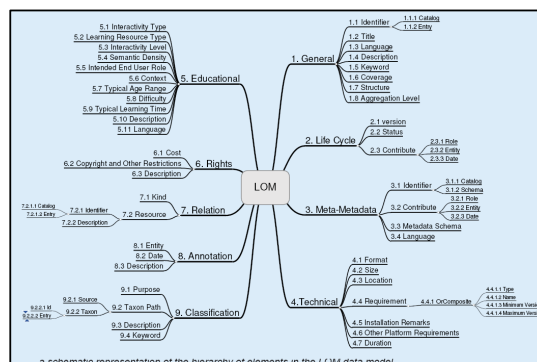 5.1 Interactivity Type
5.2 Learning Resource Type
5.3 Interactivity Level
5.4 Semantic Density
5.5 Intended End User Role
5.6 Context
5.7 Typical Age Range
5.8 Difficulty
5.9 Typical Learning Time
5.10 Description
5.11 Language
5. Educational
6.1 Cost
6.2 Copyright and Other Restrictions
6.3 Description
6. Rights
7.1 Kind
7.2.1.1 Catalog
7.2.1.2 Entry
7.2.1 Identifier
7.2.2 Description
7.2 Resource
7. Relation
8.1 Entity
8.2 Date
8.3 Description
8. Annotation
9.1 Purpose
9.2.1 Source
9.2.2.1 Id
9.2.2.2 Entry
9.2.2 Taxon
9.2 Taxon Path
9.3 Description
9.4 Keyword
9. Classification
LOM
1. General
1.1 Identifier
1.1.1 Catalog
1.1.2 Entry
1.2 Title
1.3 Language
1.4 Description
1.5 Keyword
1.6 Coverage
1.7 Structure
1.8 Aggregation Level
2. Life Cycle
2.1 version
2.2 Status
2.3 Contribute
2.3.1 Role
2.3.2 Entity
2.3.3 Date
3. Meta-Metadata
3.1 Identifier
3.1.1 Catalog
3.1.2 Schema
3.2 Contribute
3.2.1 Role
3.2.2 Entity
3.2.3 Date
3.3 Metadata Schema
3.4 Language
4.Technical
4.1 Format
4.2 Size
4.3 Location
4.4 Requirement
4.4.1 OrComposite
4.4.1.1 Type
4.4.1.2 Name
4.4.1.3 Minimum Versi
4.4.1.4 Maximum Vers
4.5 Installation Remarks
4.6 Other Platform Requirements
4.7 Duration
a schematic representation of the hierarchy of elements in the LOM data model